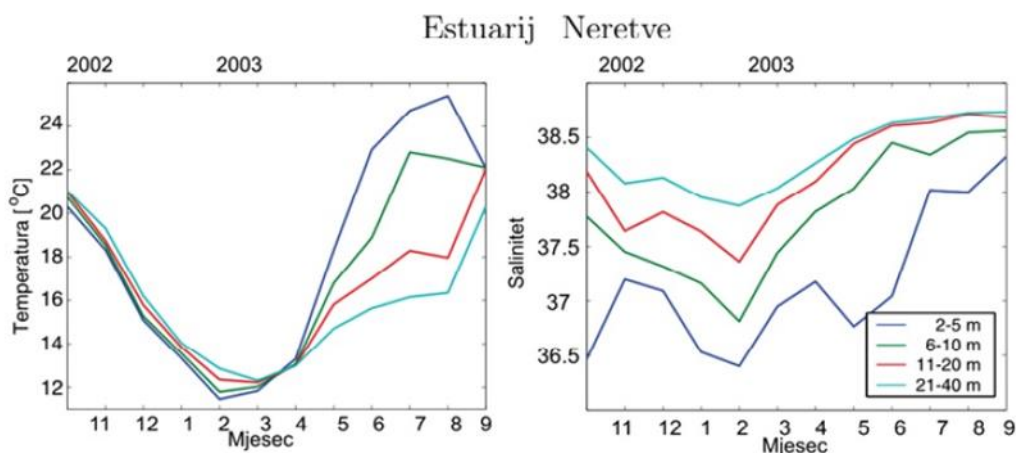 Estuarij Neretve
2002 2003
24
22
20
18
16
14
12
Temperatura [°C]
11 12 1 2 3 4 5 6 7 8 9
Mjesec
2002 2003
38.5
38
37.5
37
36.5
Salinitet
2-5 m
6-10 m
11-20 m
21-40 m
11 12 1 2 3 4 5 6 7 8 9
Mjesec